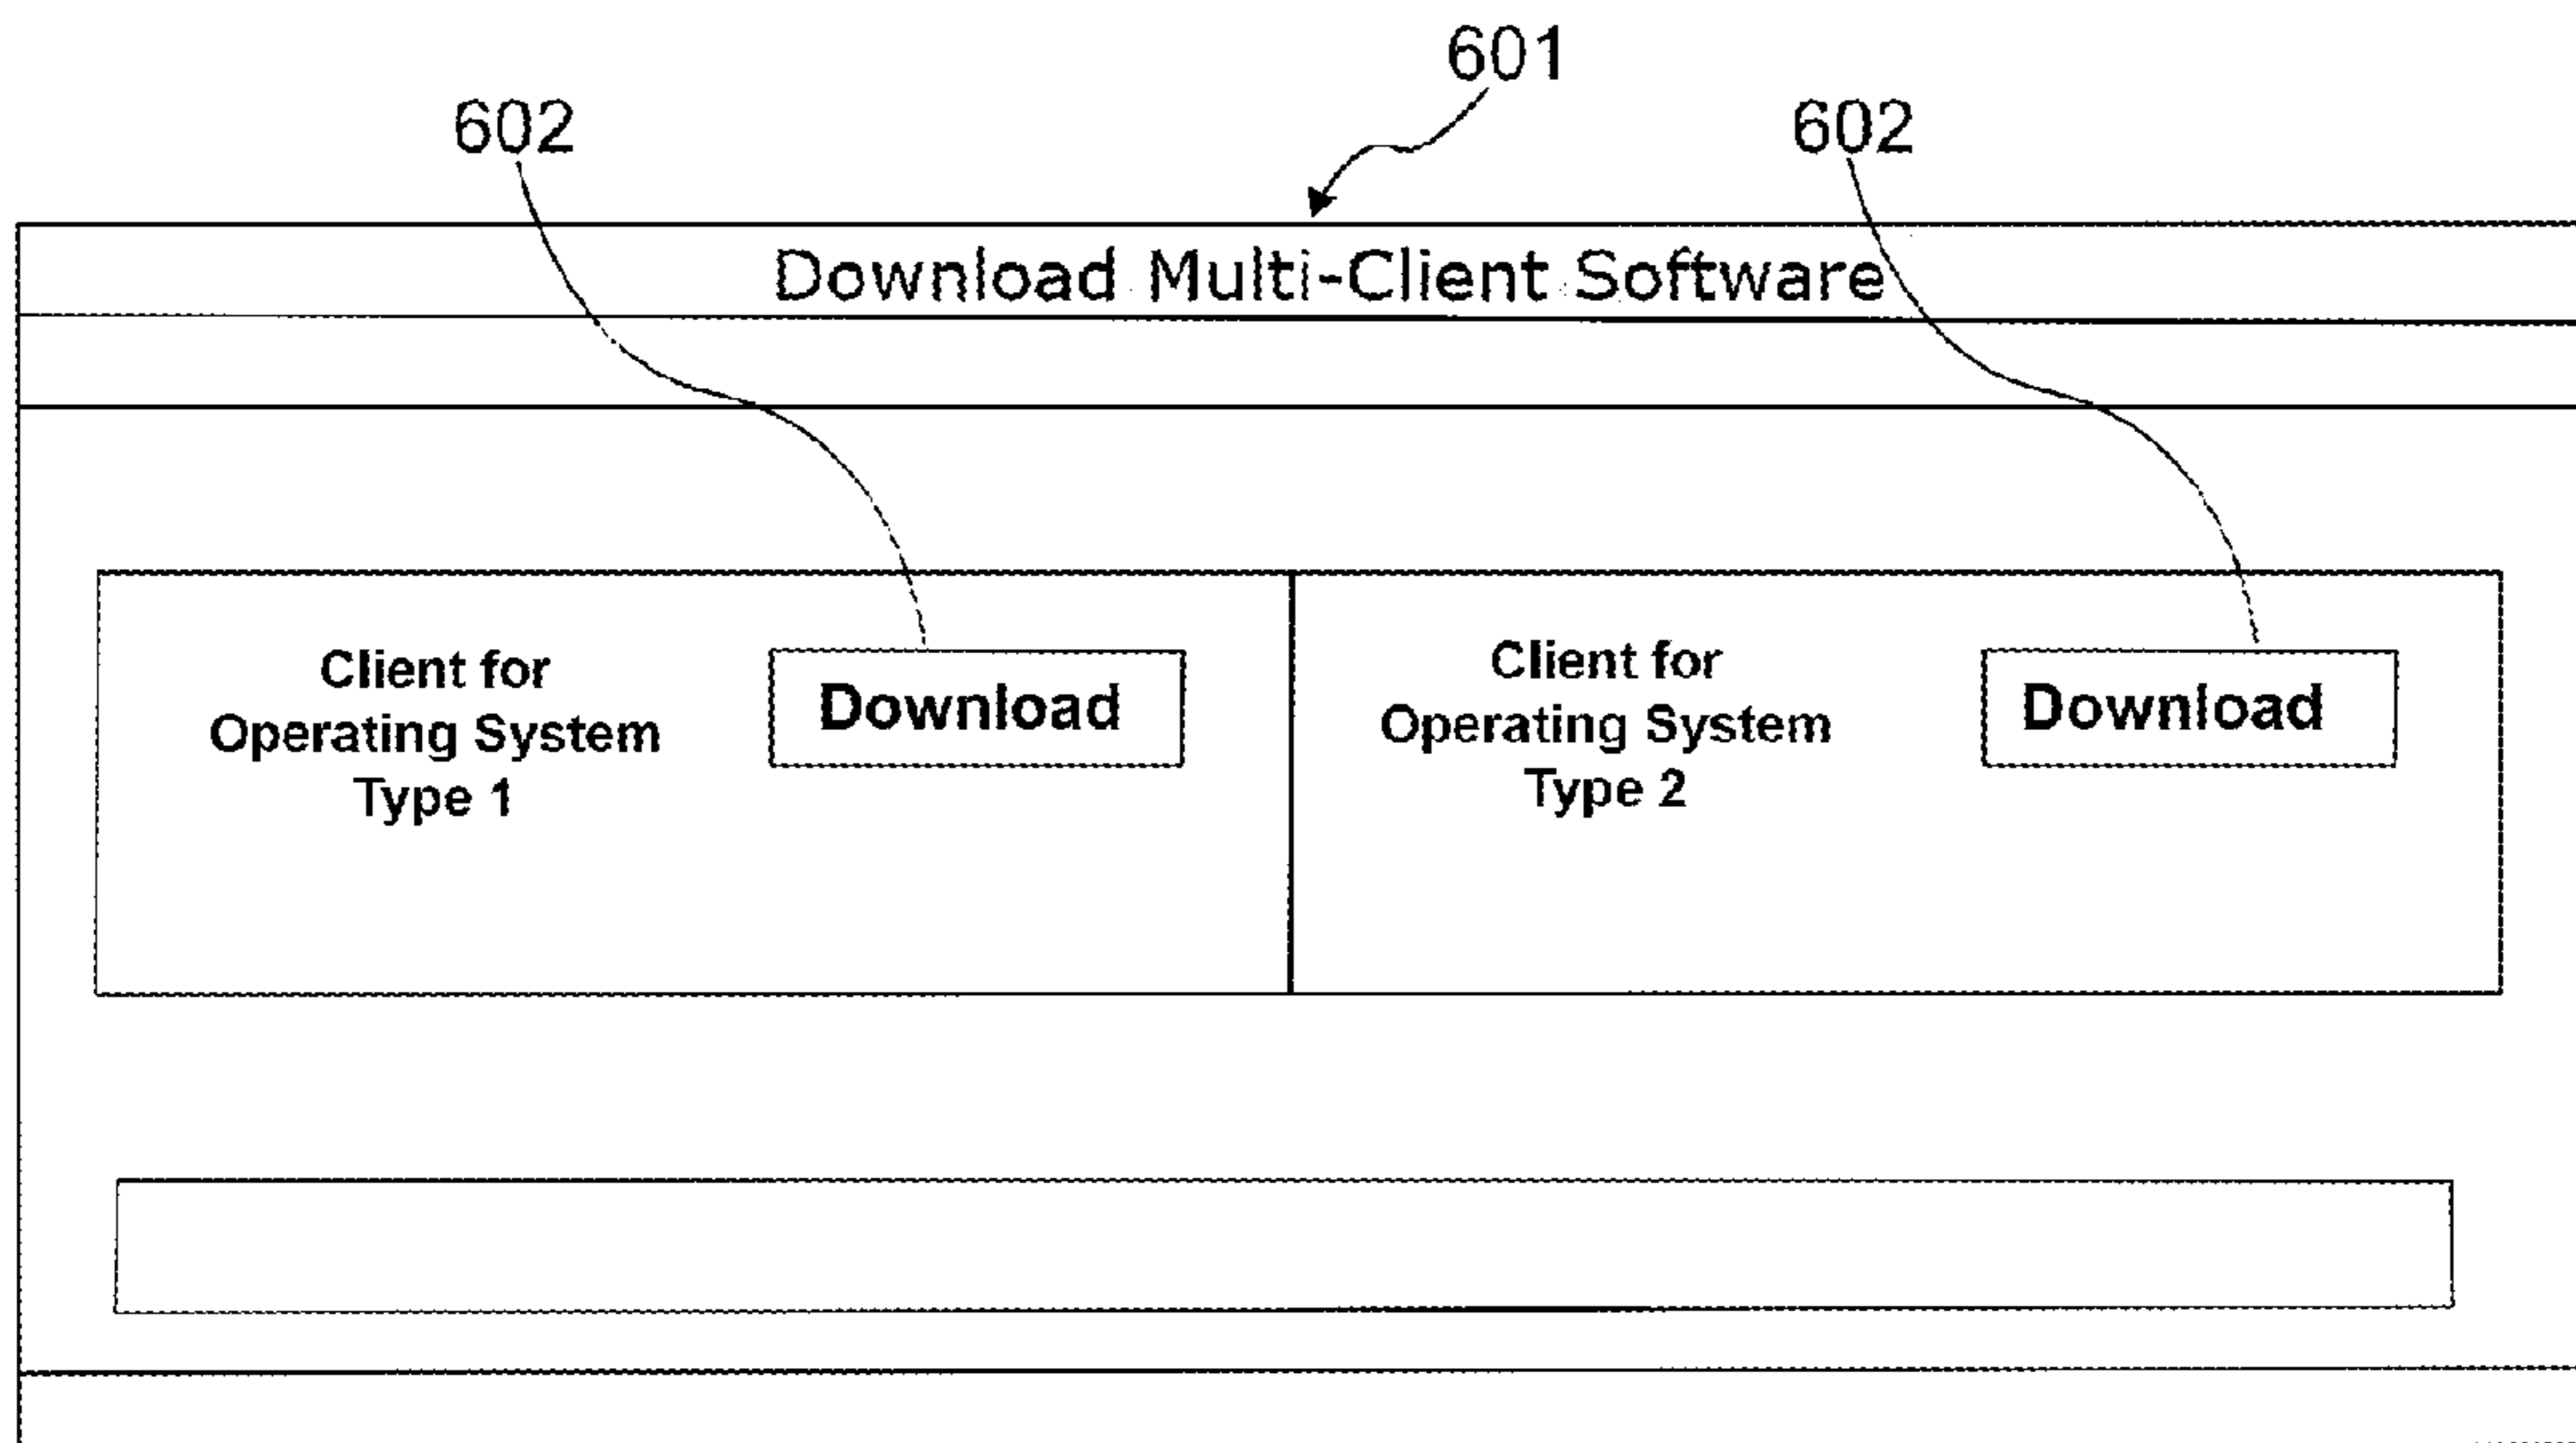 601
602
602
Download Multi-Client Software
Client for
Operating System
Type 1
Download
Client for
Operating System
Type 2
Download